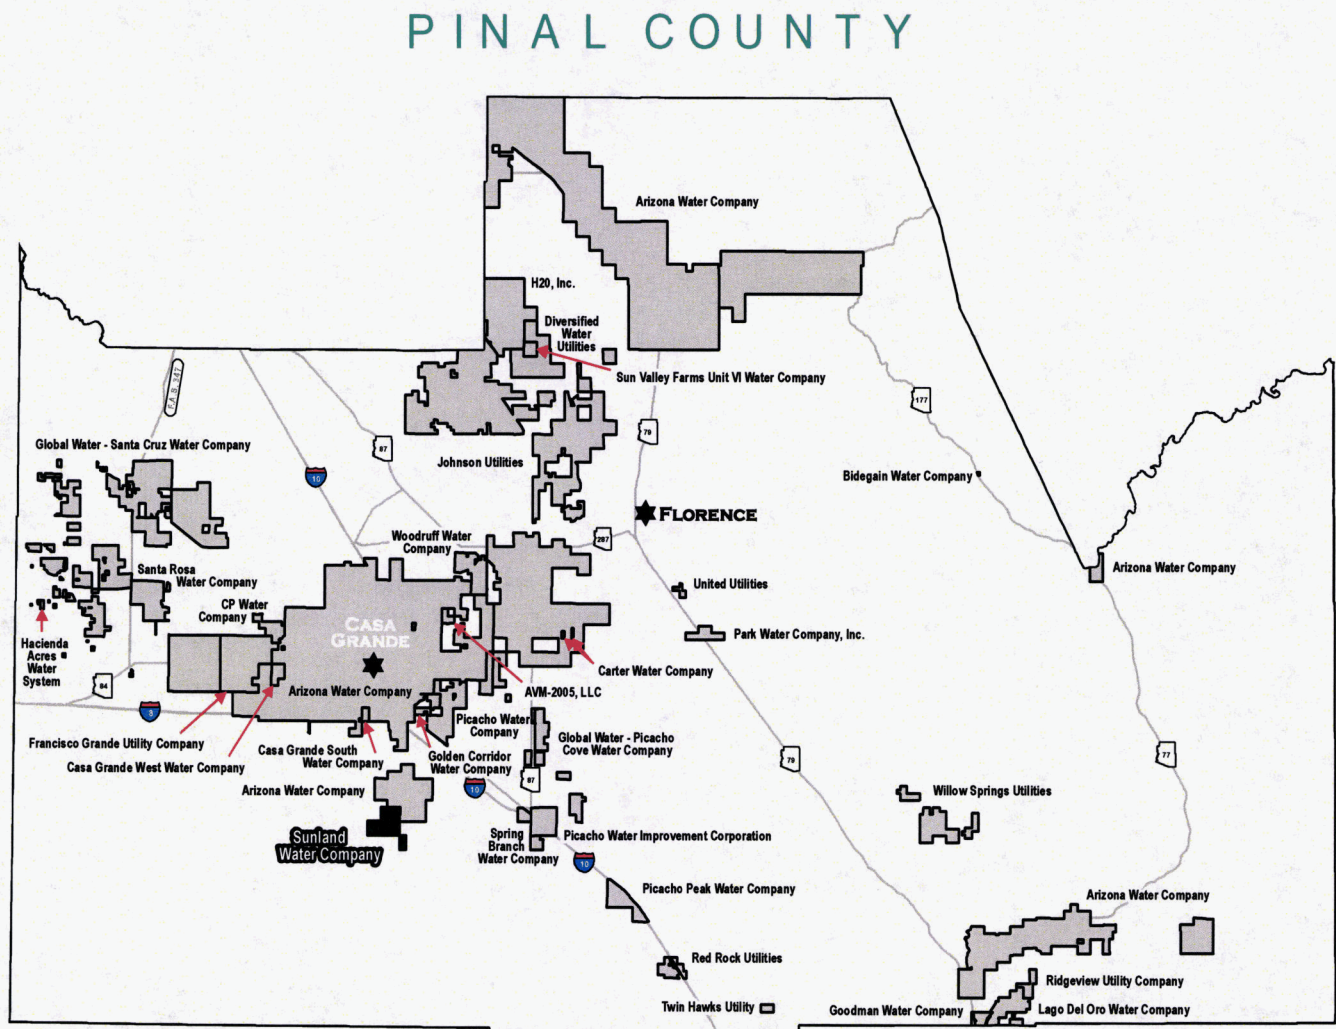 PINAL COUNTY
Arizona Water Company
H20, Inc.
Diversified
Water
Utilities
Sun Valley Farms Unit VI Water Company
F.A.S. 347
177
79
87
Global Water - Santa Cruz Water Company
Johnson Utilities
10
Bidegain Water Company
FLORENCE
Woodruff Water
Company
287
Arizona Water Company
Santa Rosa
Water Company
United Utilities
CP Water
Company
CASA
GRANDE
Park Water Company, Inc.
Hacienda
Acres
Water
System
Carter Water Company
84
Arizona Water Company
AVM-2005, LLC
8
Picacho Water
Company
Francisco Grande Utility Company
Casa Grande South
Water Company
Global Water - Picacho
Cove Water Company
Casa Grande West Water Company
Golden Corridor
Water Company
79
77
87
10
Arizona Water Company
Willow Springs Utilities
Sunland
Water Company
Spring
Branch
Water Company
Picacho Water Improvement Corporation
10
Picacho Peak Water Company
Arizona Water Company
Red Rock Utilities
Ridgeview Utility Company
Twin Hawks Utility
Goodman Water Company
Lago Del Oro Water Company